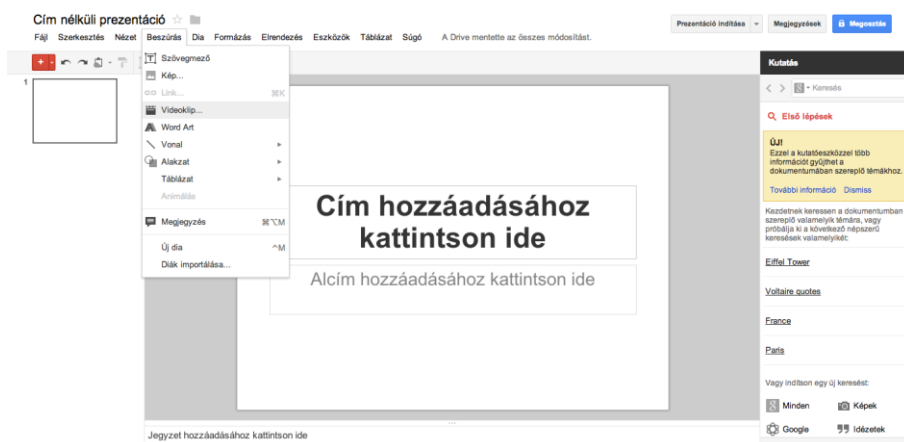 Cím nélküli prezentáció
Prezentáció indítása
Megjegyzések
Megosztás
Fájl Szerkesztés Nézet Beszúrás Dia Formázás Elrendezés Eszközök Táblázat Súgó A Drive mentette az összes módosítást.
Szövegmező
Kép...
Link... ⌘K
Videoklip...
Word Art
Vonal
Alakzat
Táblázat
Animálás
Megjegyzés ⌘⌥M
Új dia ^M
Diák importálása...
1
Cím hozzáadásához
kattintson ide
Alcím hozzáadásához kattintson ide
Jegyzet hozzáadásához kattintson ide
Kutatás
Keresés
Első lépések
ÚJ!
Ezzel a kutatóeszközzel több
információt gyűjthet a
dokumentumában szereplő témákhoz.
További információ Dismiss
Kezdetnek keressen a dokumentumban
szereplő valamelyik témára, vagy
próbálja ki a következő népszerű
keresések valamelyikét:
Eiffel Tower
Voltaire quotes
France
Paris
Vagy indítson egy új keresést:
Minden Képek
Google Idézetek